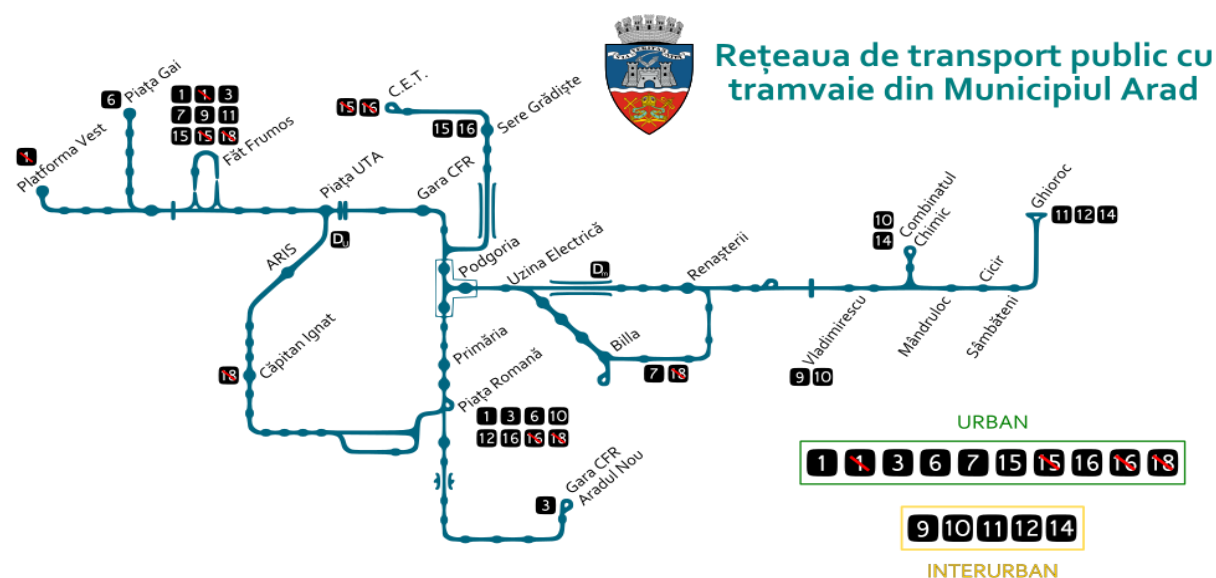 Rețeaua de transport public cu
tramvaie din Municipiul Arad
6
Piața Gai
1 1 3
7 9 11
15 15 18
Făt Frumos
1
Platforma Vest
15 16
C.E.T.
15 16
Sere Grădiște
Piața UTA
Gara CFR
Du
ARIS
Podgoria
Uzina Electrică
Dm
Renașterii
10
14
Combinatul
Chimic
Ghioroc
11 12 14
Cicir
Vladimirescu
Mândruloc
Sâmbăteni
9 10
18
Căpitan Ignat
Primăria
Piața Romană
Billa
7 18
1 3 6 10
12 16 16 18
3
Gara CFR
Aradul Nou
URBAN
1 1 3 6 7 15 15 16 16 18
9 10 11 12 14
INTERURBAN